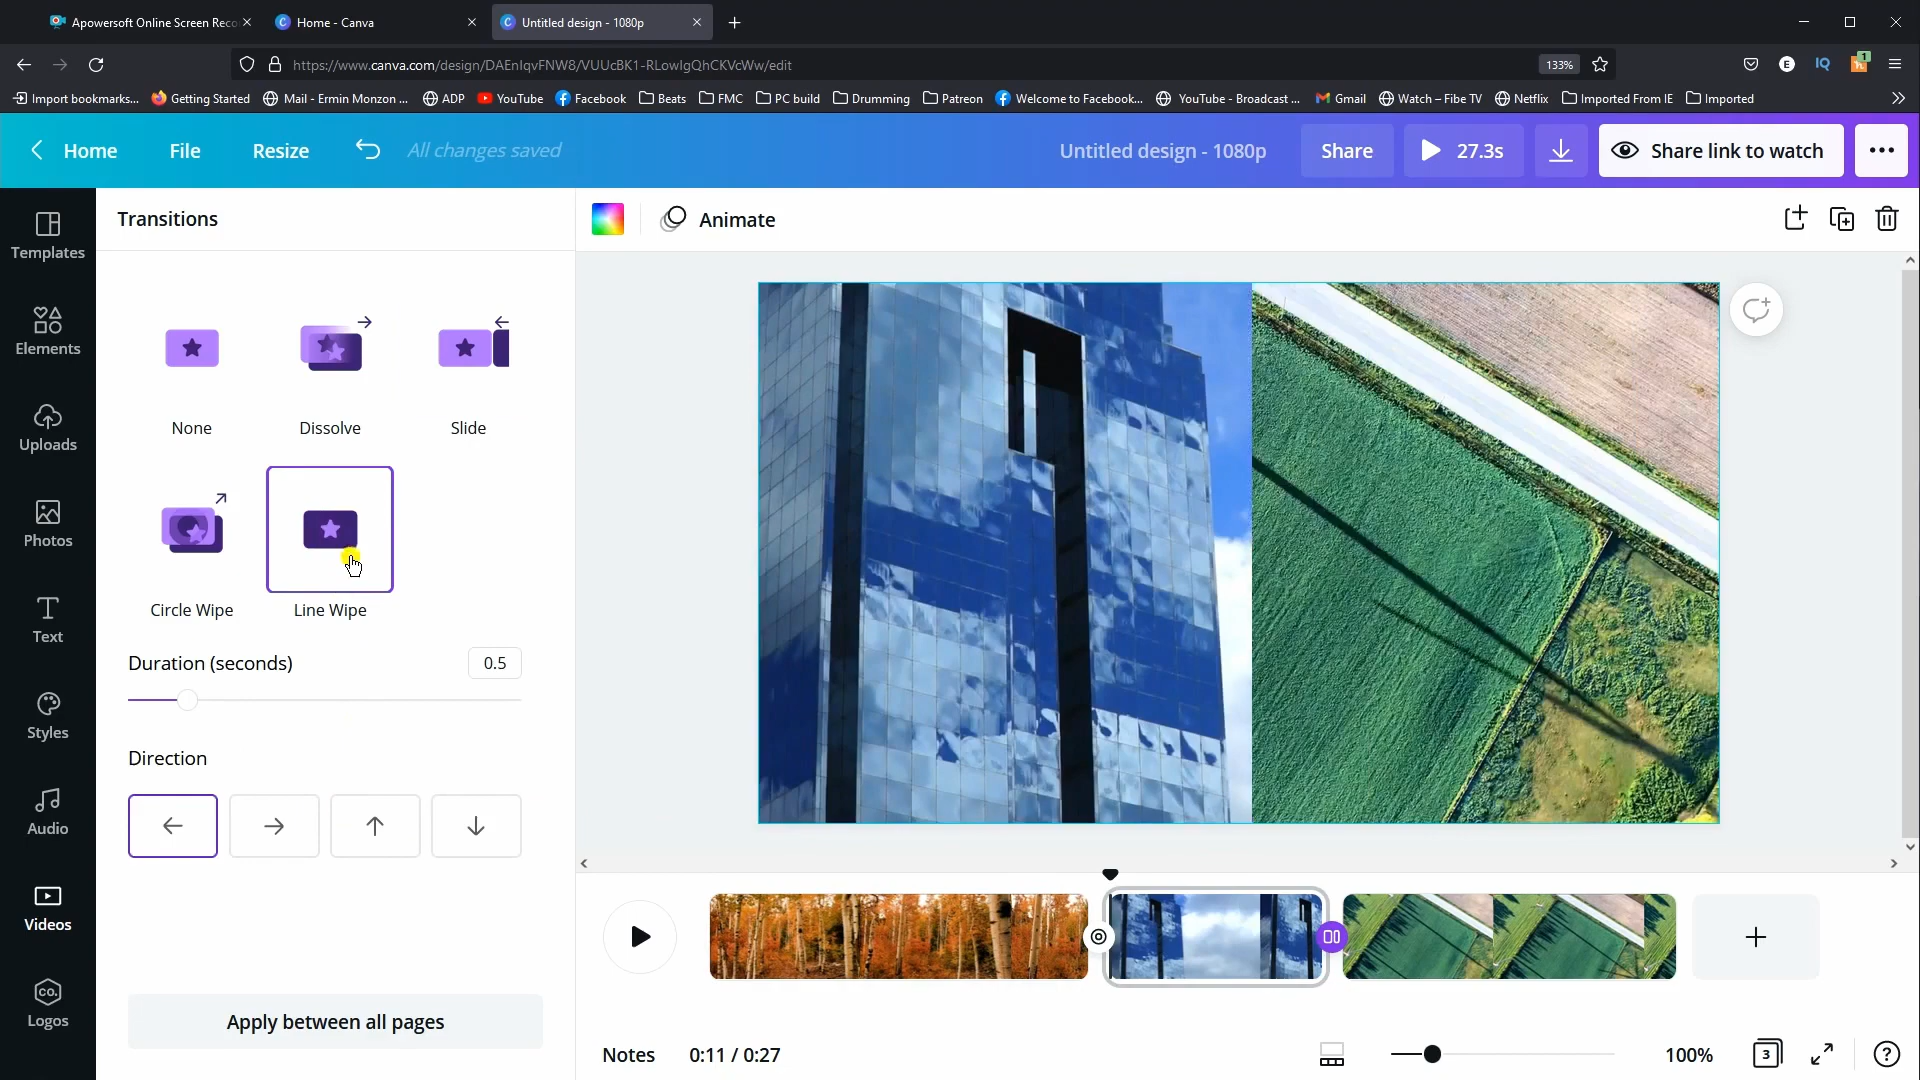 Apowersoft Online Screen Reco
Home - Canva
Untitled design - 1080p
https://www.canva.com/design/DAEnIqvFNW8/VUUcBK1-RLowIgQhCKVcWw/edit
133%
E
IQ
1
Import bookmarks...
Getting Started
Mail - Ermin Monzon ...
ADP
YouTube
Facebook
Beats
FMC
PC build
Drumming
Patreon
Welcome to Facebook...
YouTube - Broadcast ...
Gmail
Watch – Fibe TV
Netflix
Imported From IE
Imported
Home
File
Resize
All changes saved
Untitled design - 1080p
Share
27.3s
Share link to watch
Templates
Elements
Uploads
Photos
Text
Styles
Audio
Videos
co.
Logos
Transitions
None
Dissolve
Slide
Circle Wipe
Line Wipe
Duration (seconds)
0.5
Direction
Apply between all pages
Animate
Notes
0:11 / 0:27
100%
3